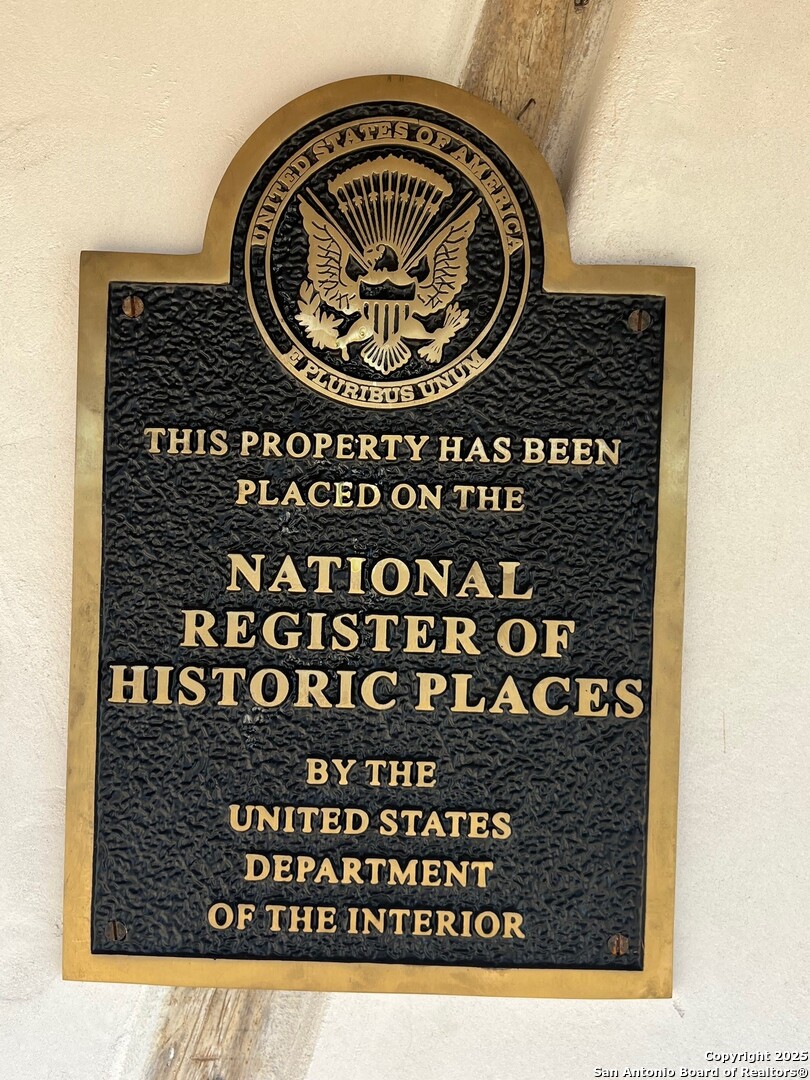 UNITED STATES OF AMERICA
E PLURIBUS UNUM
THIS PROPERTY HAS BEEN
PLACED ON THE
NATIONAL
REGISTER OF
HISTORIC PLACES
BY THE
UNITED STATES
DEPARTMENT
OF THE INTERIOR
Copyright 2025
San Antonio Board of Realtors®